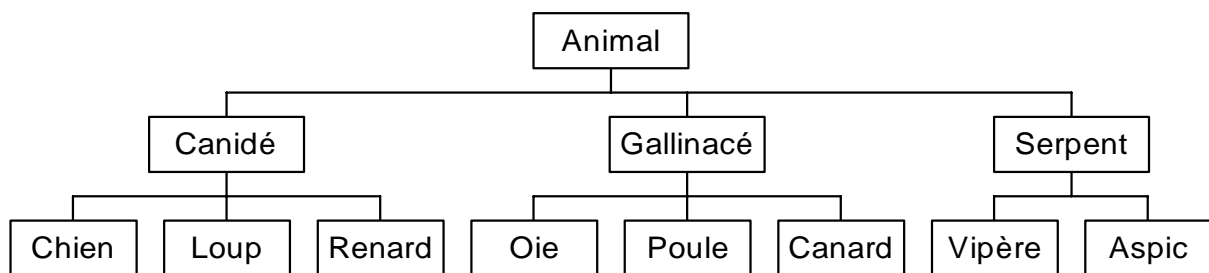 Animal
Canidé Gallinacé Serpent
Chien Loup Renard Oie Poule Canard Vipère Aspic